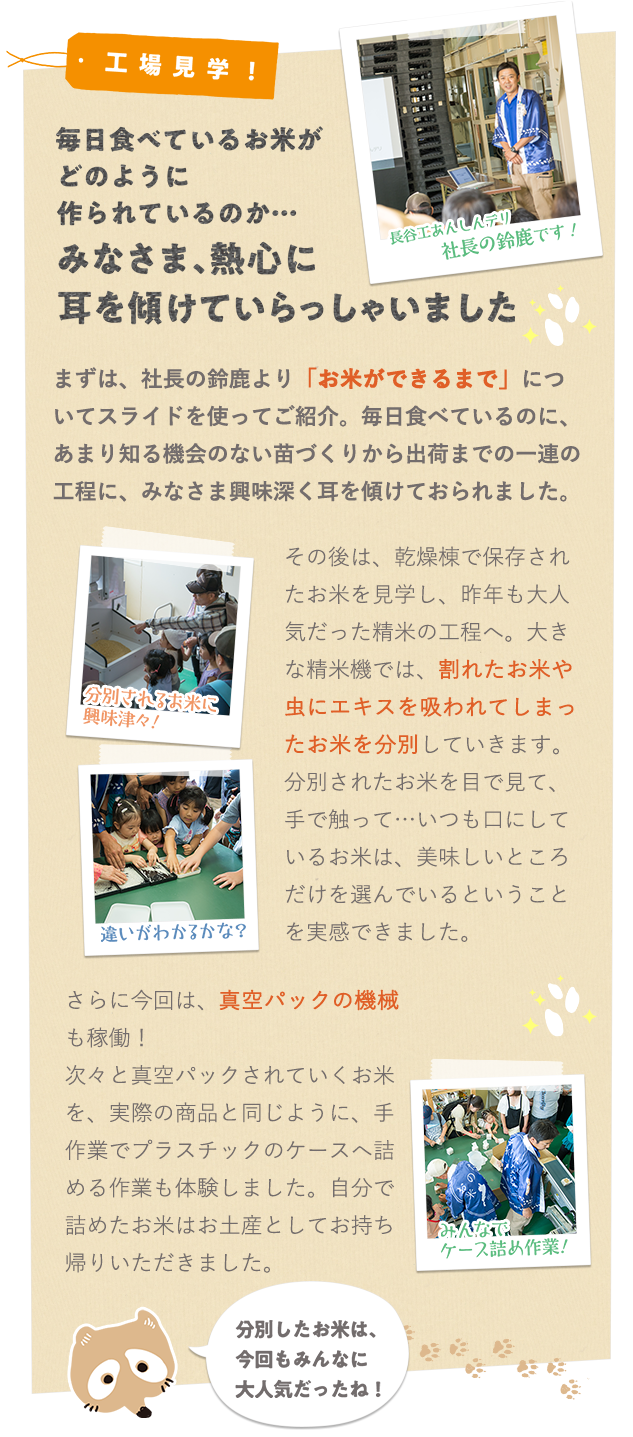 ・工場見学！
毎日食べているお米が
どのように
作られているのか…
みなさま、熱心に
耳を傾けていらっしゃいました
長谷工あんしんデリ
社長の鈴鹿です！
まずは、社長の鈴鹿より「お米ができるまで」につ
いてスライドを使ってご紹介。毎日食べているのに、
あまり知る機会のない苗づくりから出荷までの一連の
工程に、みなさま興味深く耳を傾けておられました。
その後は、乾燥棟で保存され
たお米を見学し、昨年も大人
気だった精米の工程へ。大き
な精米機では、割れたお米や
虫にエキスを吸われてしまっ
たお米を分別していきます。
分別されたお米を目で見て、
手で触って…いつも口にして
いるお米は、美味しいところ
だけを選んでいるということ
を実感できました。
分別されるお米に
興味津々!
違いがわかるかな?
さらに今回は、真空パックの機械
も稼働！
次々と真空パックされていくお米
を、実際の商品と同じように、手
作業でプラスチックのケースへ詰
める作業も体験しました。自分で
詰めたお米はお土産としてお持ち
帰りいただきました。
みんなで
ケース詰め作業!
分別したお米は、
今回もみんなに
大人気だったね！